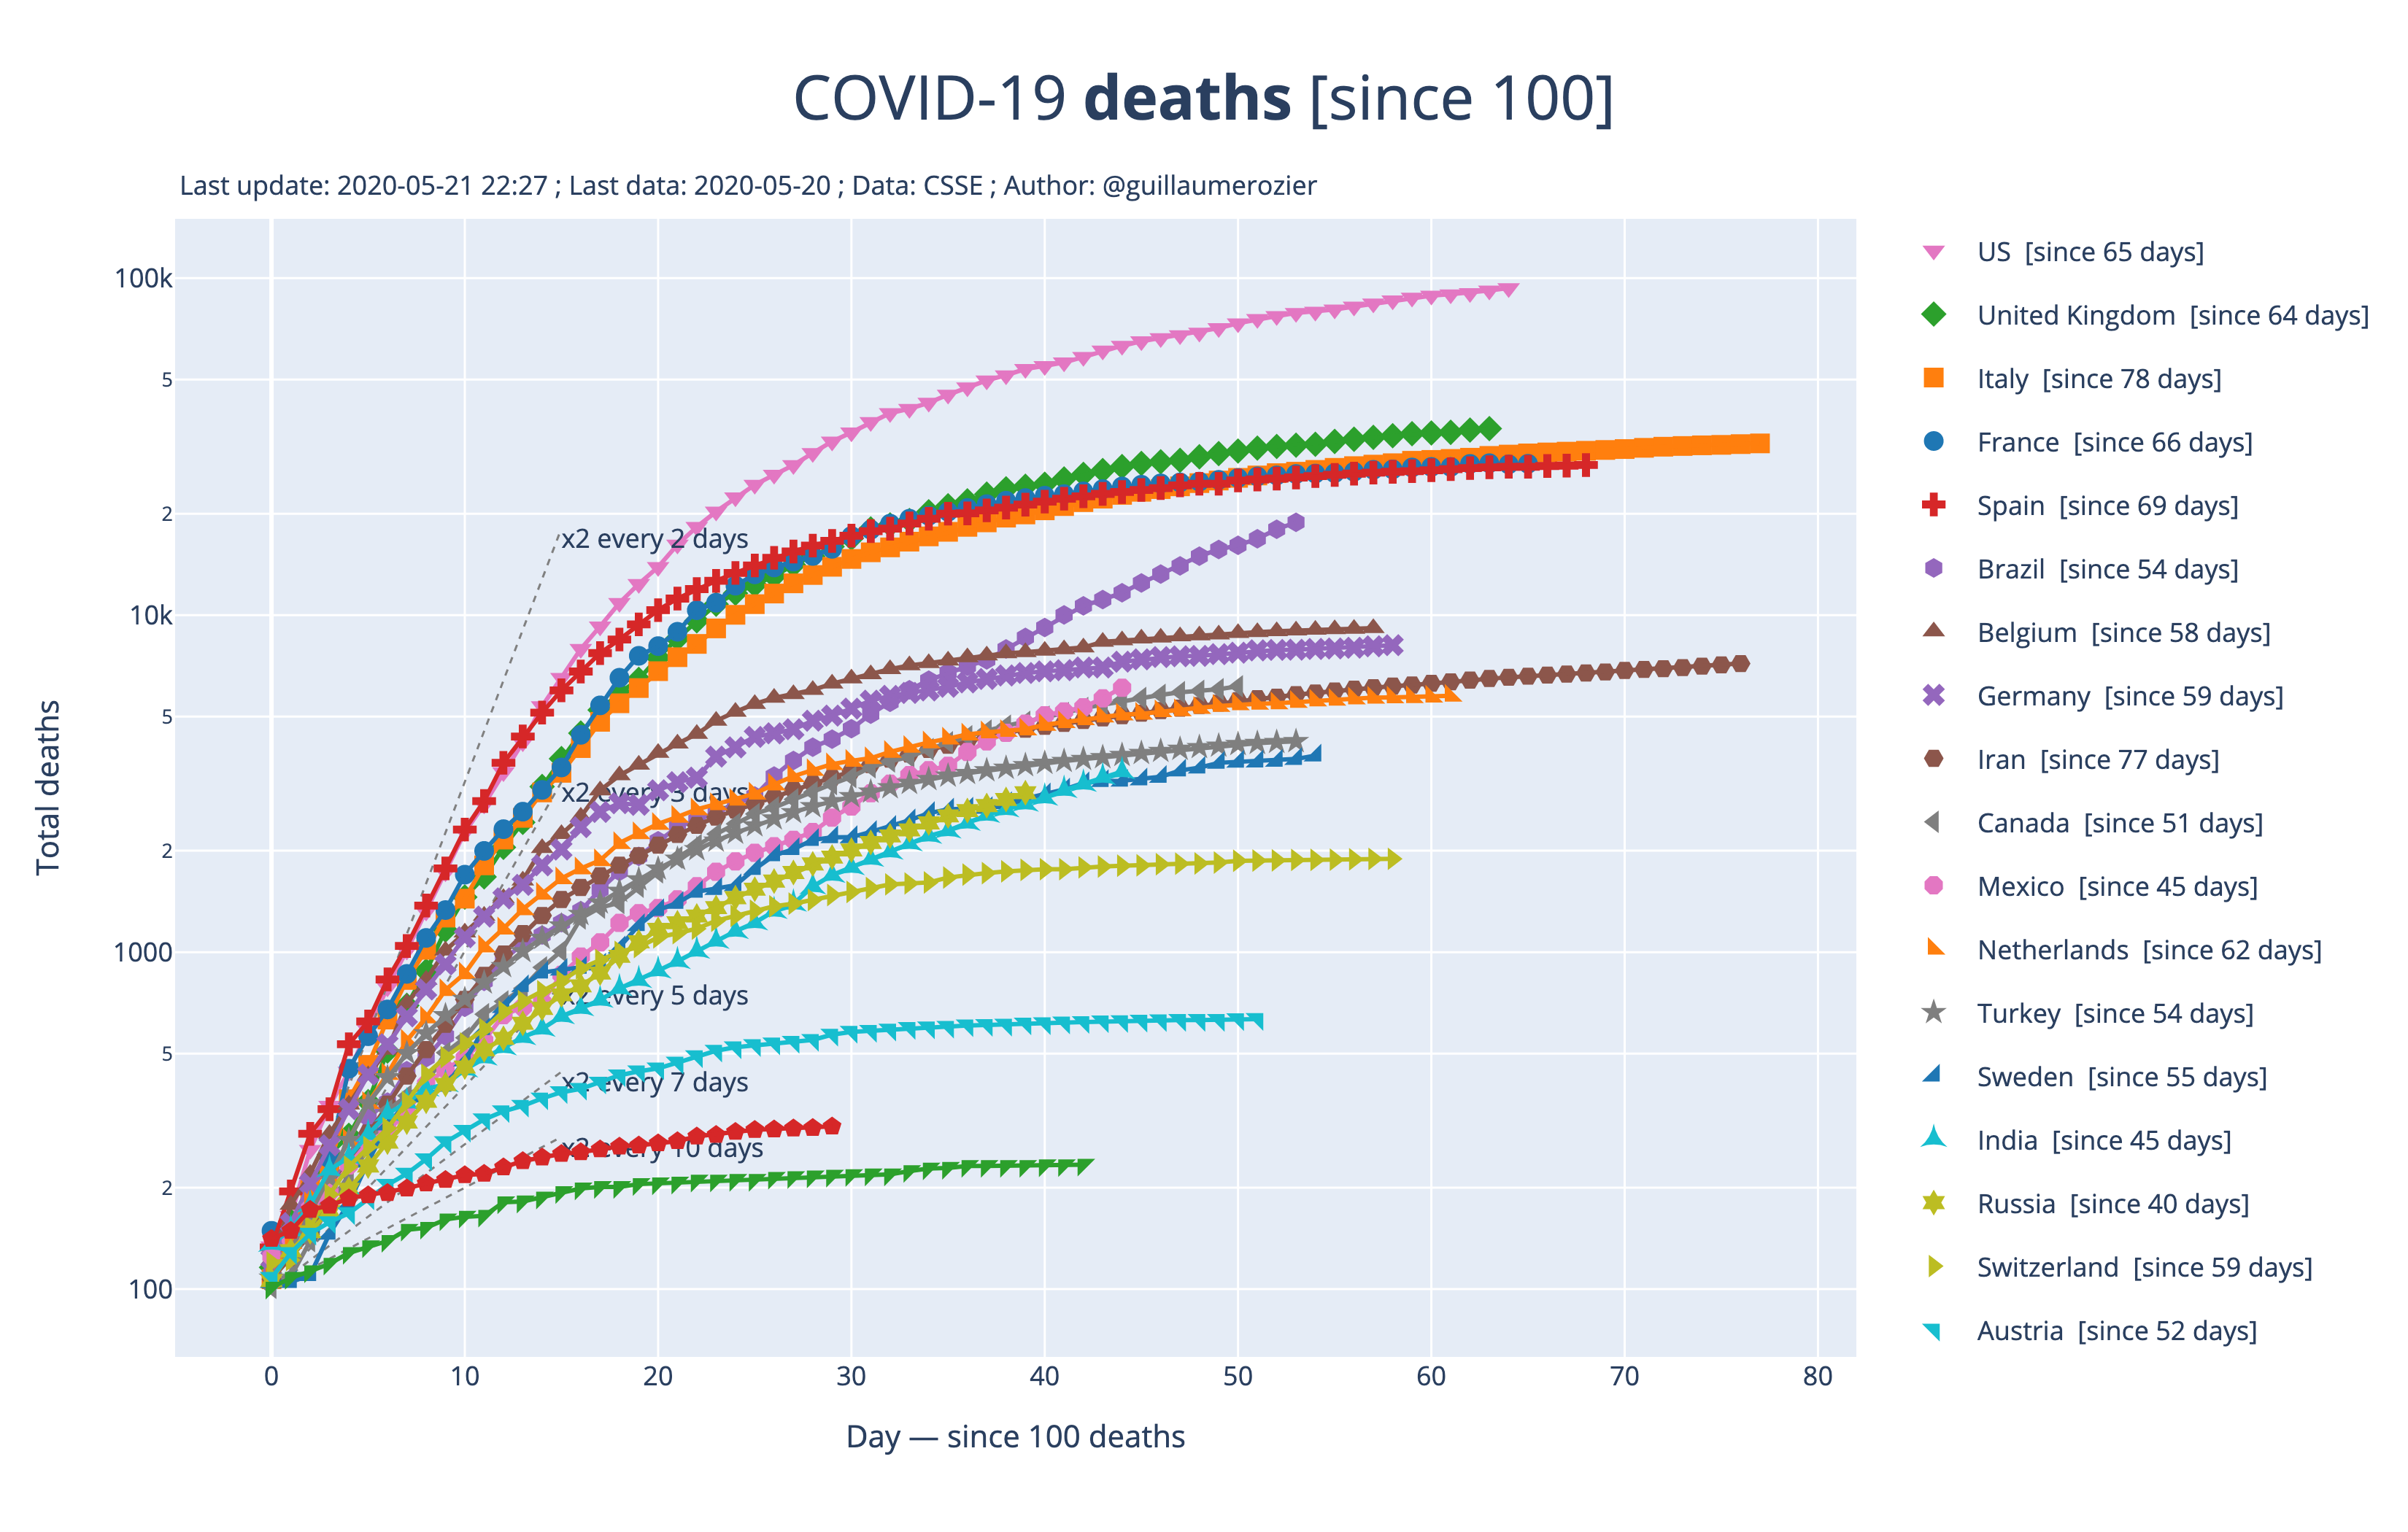 COVID-19 deaths [since 100]
Last update: 2020-05-21 22:27 ; Last data: 2020-05-20 ; Data: CSSE ; Author: @guillaumerozier
Total deaths
100k
5
2
10k
5
2
1000
5
2
100
x2 every 2 days
x2 every 3 days
x2 every 5 days
x2 every 7 days
x2 every 10 days
0 10 20 30 40 50 60 70 80
Day — since 100 deaths
US [since 65 days]
United Kingdom [since 64 days]
Italy [since 78 days]
France [since 66 days]
Spain [since 69 days]
Brazil [since 54 days]
Belgium [since 58 days]
Germany [since 59 days]
Iran [since 77 days]
Canada [since 51 days]
Mexico [since 45 days]
Netherlands [since 62 days]
Turkey [since 54 days]
Sweden [since 55 days]
India [since 45 days]
Russia [since 40 days]
Switzerland [since 59 days]
Austria [since 52 days]